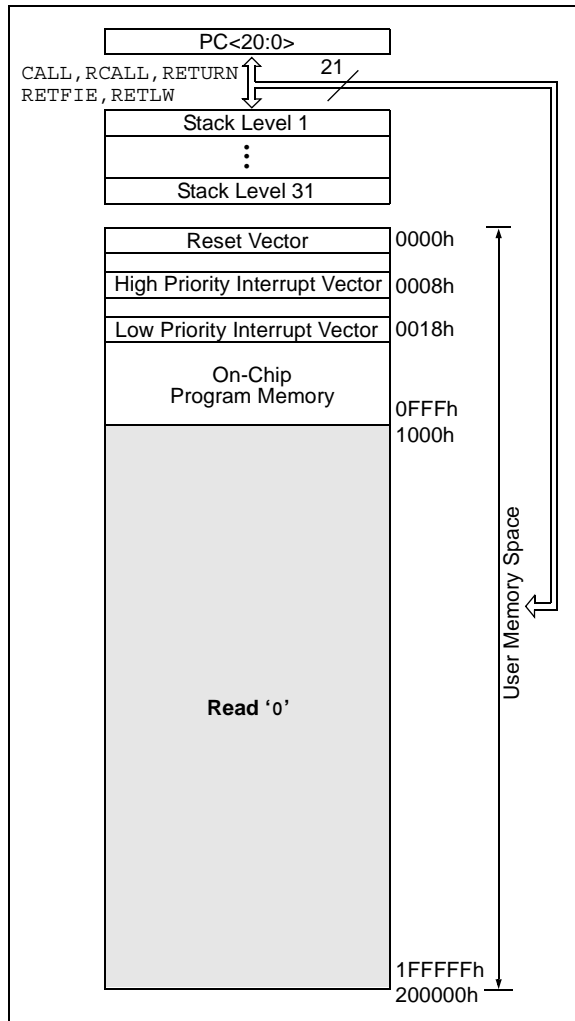 PC<20:0>
CALL,RCALL,RETURN
RETFIE,RETLW
21
Stack Level 1
Stack Level 31
Reset Vector
0000h
High Priority Interrupt Vector
0008h
Low Priority Interrupt Vector
0018h
On-Chip
Program Memory
0FFFh
1000h
User Memory Space
Read ‘0’
1FFFFFh
200000h